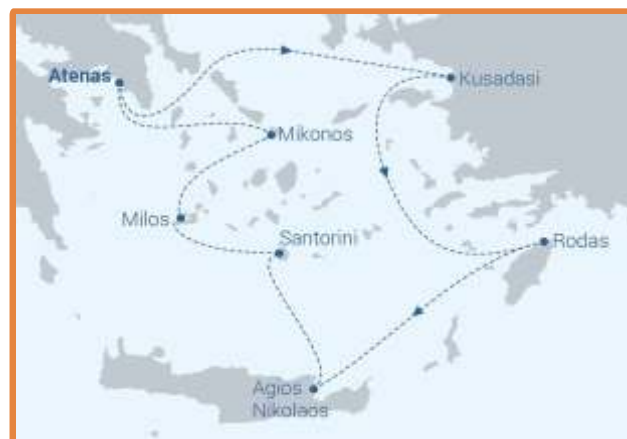 Atenas
Kusadasi
Mikonos
Milos
Santorini
Rodas
Agios
Nikolaos